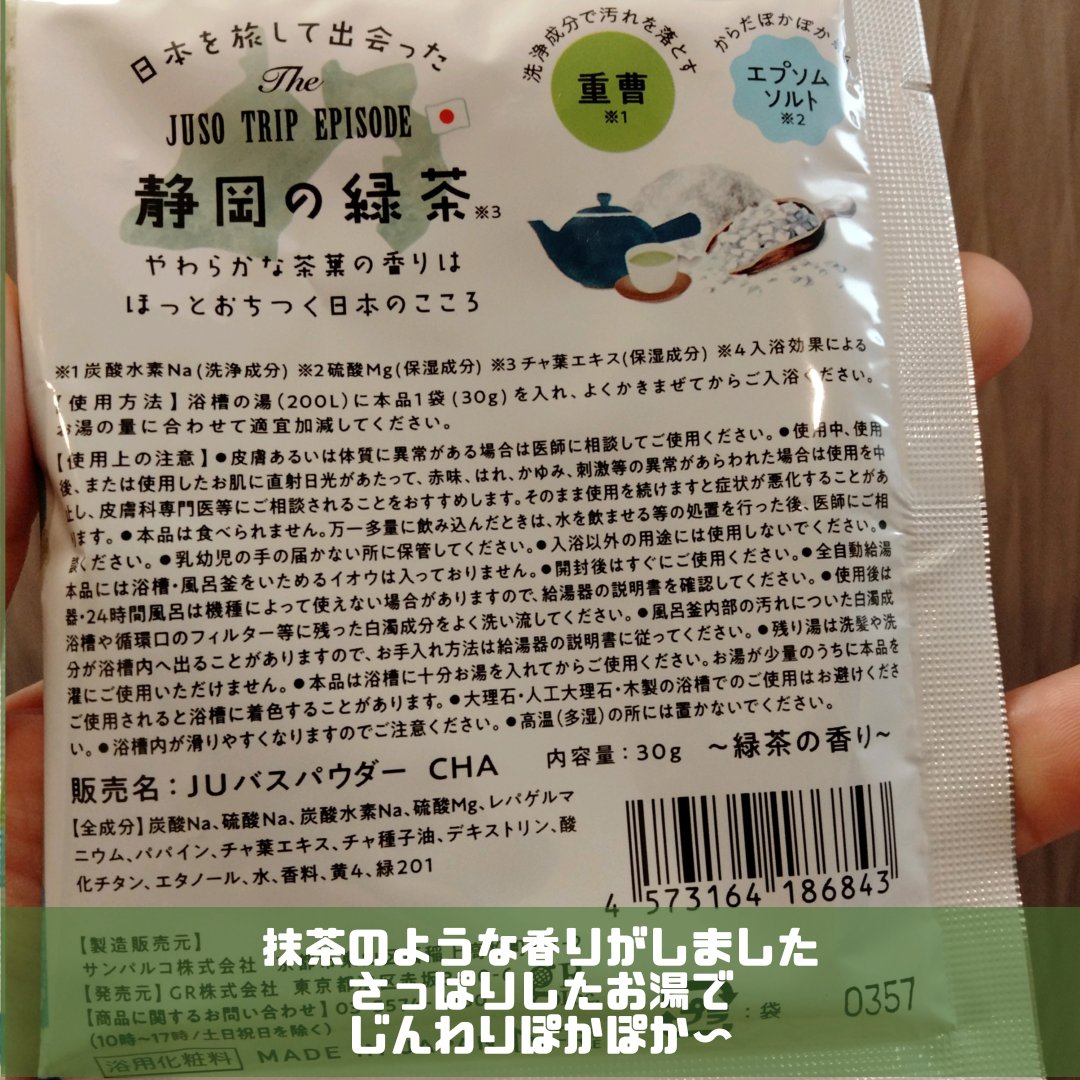 日本を旅して出会った
The
JUSO TRIP EPISODE
静岡の緑茶※3
やわらかな茶葉の香りは
ほっとおちつく日本のこころ
洗浄成分で汚れを落とす
重曹
※1
からだぽかぽか
エプソム
ソルト
※2
※1炭酸水素Na(洗浄成分) ※2硫酸Mg(保湿成分) ※3チャ葉エキス(保湿成分) ※4入浴効果による
【使用方法】浴槽の湯(200L)に本品1袋(30g)を入れ、よくかきまぜてからご入浴ください。
お湯の量に合わせて適宜加減してください。
【使用上の注意】●皮膚あるいは体質に異常がある場合は医師に相談してご使用ください。●使用中、使用
後、または使用したお肌に直射日光があたって、赤味、はれ、かゆみ、刺激等の異常があらわれた場合は使用を中
止し、皮膚科専門医等にご相談されることをおすすめします。そのまま使用を続けますと症状が悪化することがあ
ります。●本品は食べられません。万一多量に飲み込んだときは、水を飲ませる等の処置を行った後、医師にご相
談ください。●乳幼児の手の届かない所に保管してください。●入浴以外の用途には使用しないでください。●
本品には浴槽・風呂釜をいためるイオウは入っておりません。●開封後はすぐにご使用ください。●全自動給湯
器・24時間風呂は機種によって使えない場合がありますので、給湯器の説明書を確認してください。●使用後は
浴槽や循環口のフィルター等に残った白濁成分をよく洗い流してください。●風呂釜内部の汚れについた白濁成
分が浴槽内へ出ることがありますので、お手入れ方法は給湯器の説明書に従ってください。●残り湯は洗髪や洗
濯にご使用いただけません。●本品は浴槽に十分お湯を入れてからご使用ください。お湯が少量のうちに本品を
ご使用されると浴槽に着色することがあります。●大理石・人工大理石・木製の浴槽でのご使用はお避けくださ
い。●浴槽内が滑りやすくなりますのでご注意ください。●高温(多湿)の所には置かないでください。
販売名：JUバスパウダー CHA 内容量：30g ～緑茶の香り～
【全成分】炭酸Na、硫酸Na、炭酸水素Na、硫酸Mg、レパゲルマ
ニウム、パパイン、チャ葉エキス、チャ種子油、デキストリン、酸
化チタン、エタノール、水、香料、黄4、緑201
4 573164 186843
【製造販売元】
サンパルコ株式会社
【発売元】GR株式会社 東京都
【商品に関するお問い合わせ】
(10時～17時/土日祝日を除く)
浴用化粧料 MADE
：袋
0357
抹茶のような香りがしました
さっぱりしたお湯で
じんわりぽかぽか〜